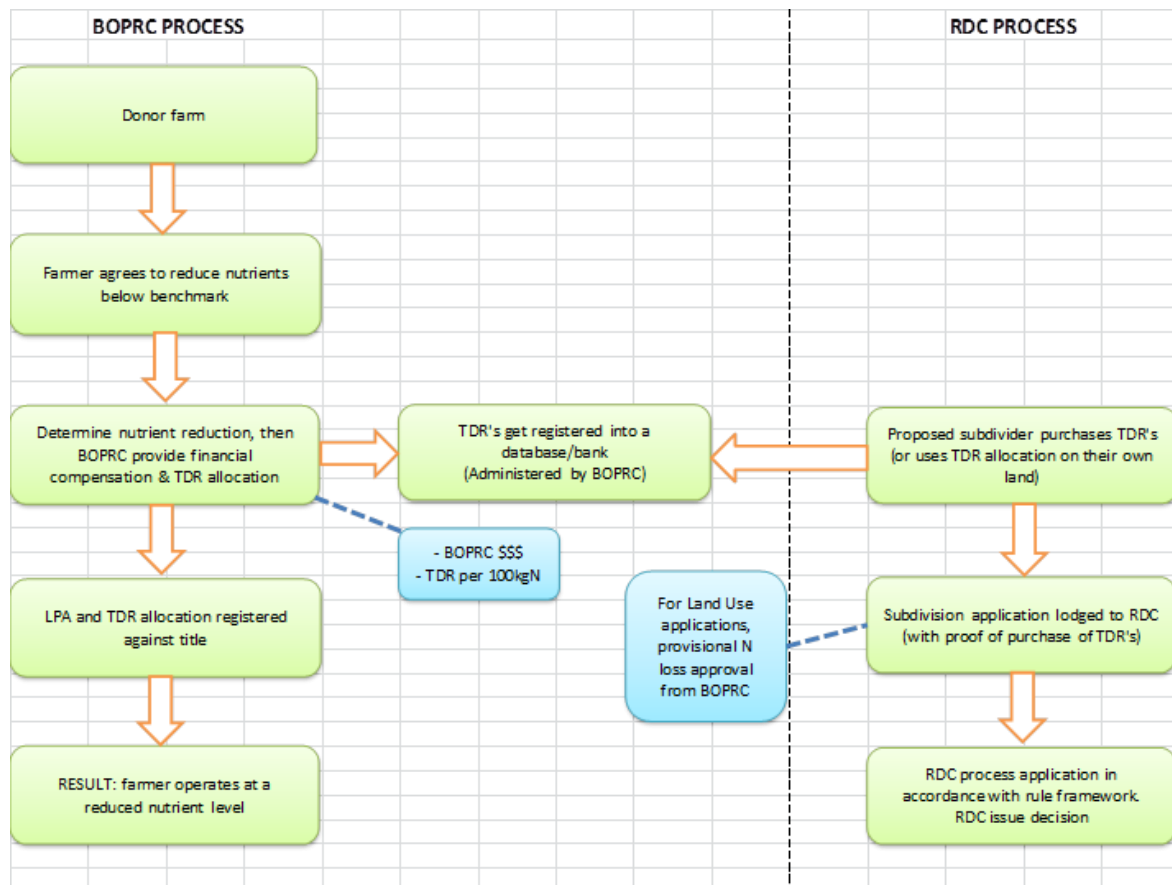 BOPRC PROCESS
RDC PROCESS
Donor farm
Farmer agrees to reduce nutrients
below benchmark
Determine nutrient reduction, then
BOPRC provide financial
compensation & TDR allocation
TDR's get registered into a
database/bank
(Administered by BOPRC)
Proposed subdivider purchases TDR's
(or uses TDR allocation on their own
land)
- BOPRC $$$
- TDR per 100kgN
LPA and TDR allocation registered
against title
For Land Use
applications,
provisional N
loss approval
from BOPRC
Subdivision application lodged to RDC
(with proof of purchase of TDR's)
RESULT: farmer operates at a
reduced nutrient level
RDC process application in
accordance with rule framework.
RDC issue decision